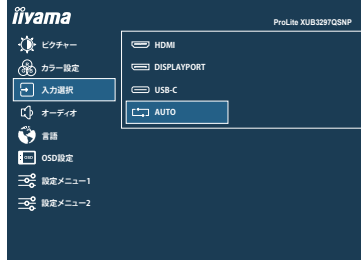 iiyama
ProLite XUB3297QSNP
ピクチャー
カラー設定
入力選択
オーディオ
言語
OSD設定
設定メニュー1
設定メニュー2
HDMI
DISPLAYPORT
USB-C
AUTO